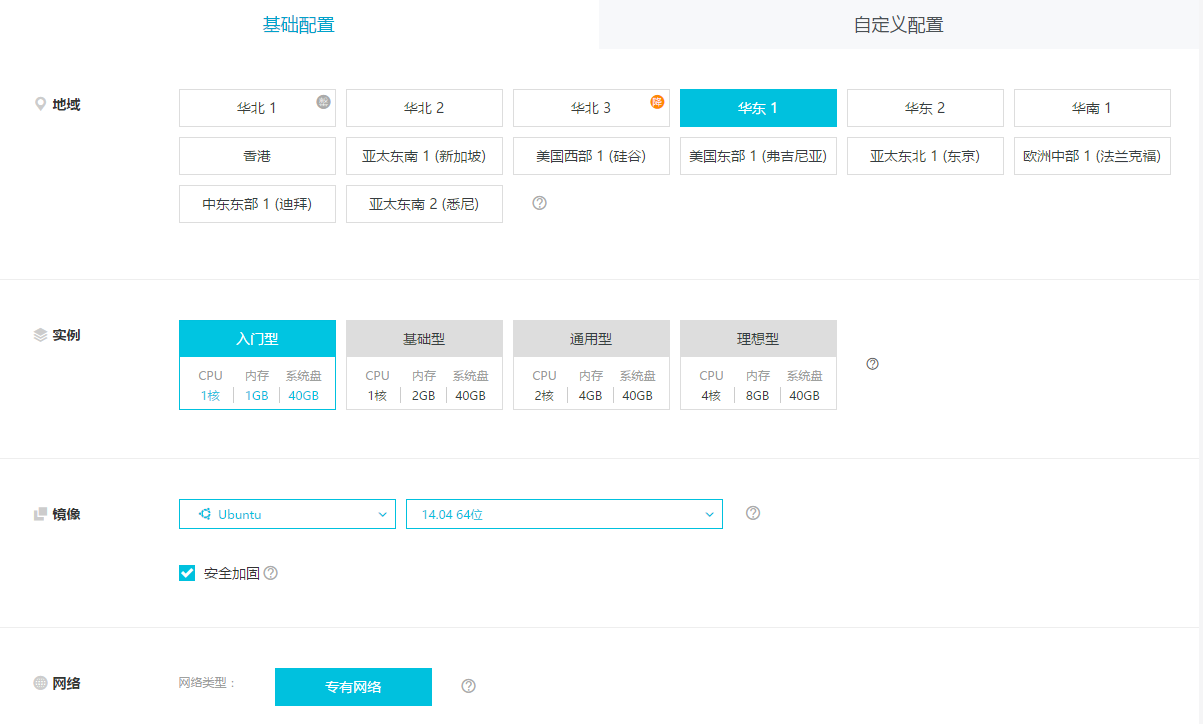 基础配置 自定义配置
地域
华北 1 华北 2 华北 3 降 华东 1 华东 2 华南 1
香港 亚太东南 1 (新加坡) 美国西部 1 (硅谷) 美国东部 1 (弗吉尼亚) 亚太东北 1 (东京) 欧洲中部 1 (法兰克福)
中东东部 1 (迪拜) 亚太东南 2 (悉尼) ?
实例
入门型 基础型 通用型 理想型
CPU 内存 系统盘 CPU 内存 系统盘 CPU 内存 系统盘 CPU 内存 系统盘 ?
1核 1GB 40GB 1核 2GB 40GB 2核 4GB 40GB 4核 8GB 40GB
镜像 Ubuntu 14.04 64位 ?
安全加固 ?
网络 网络类型： 专有网络 ?